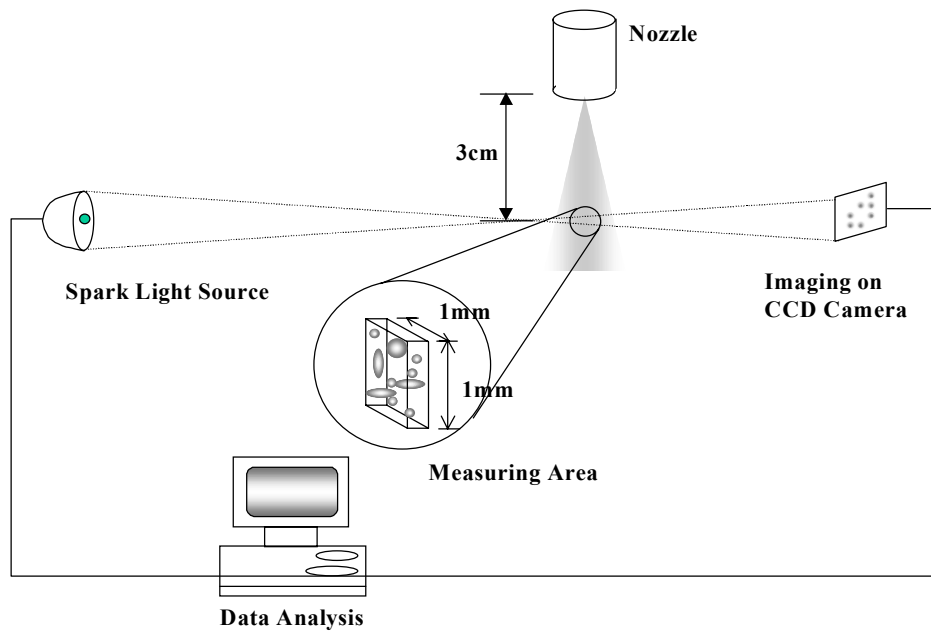 Nozzle
3cm
Spark Light Source
Imaging on
CCD Camera
1mm
1mm
Measuring Area
Data Analysis